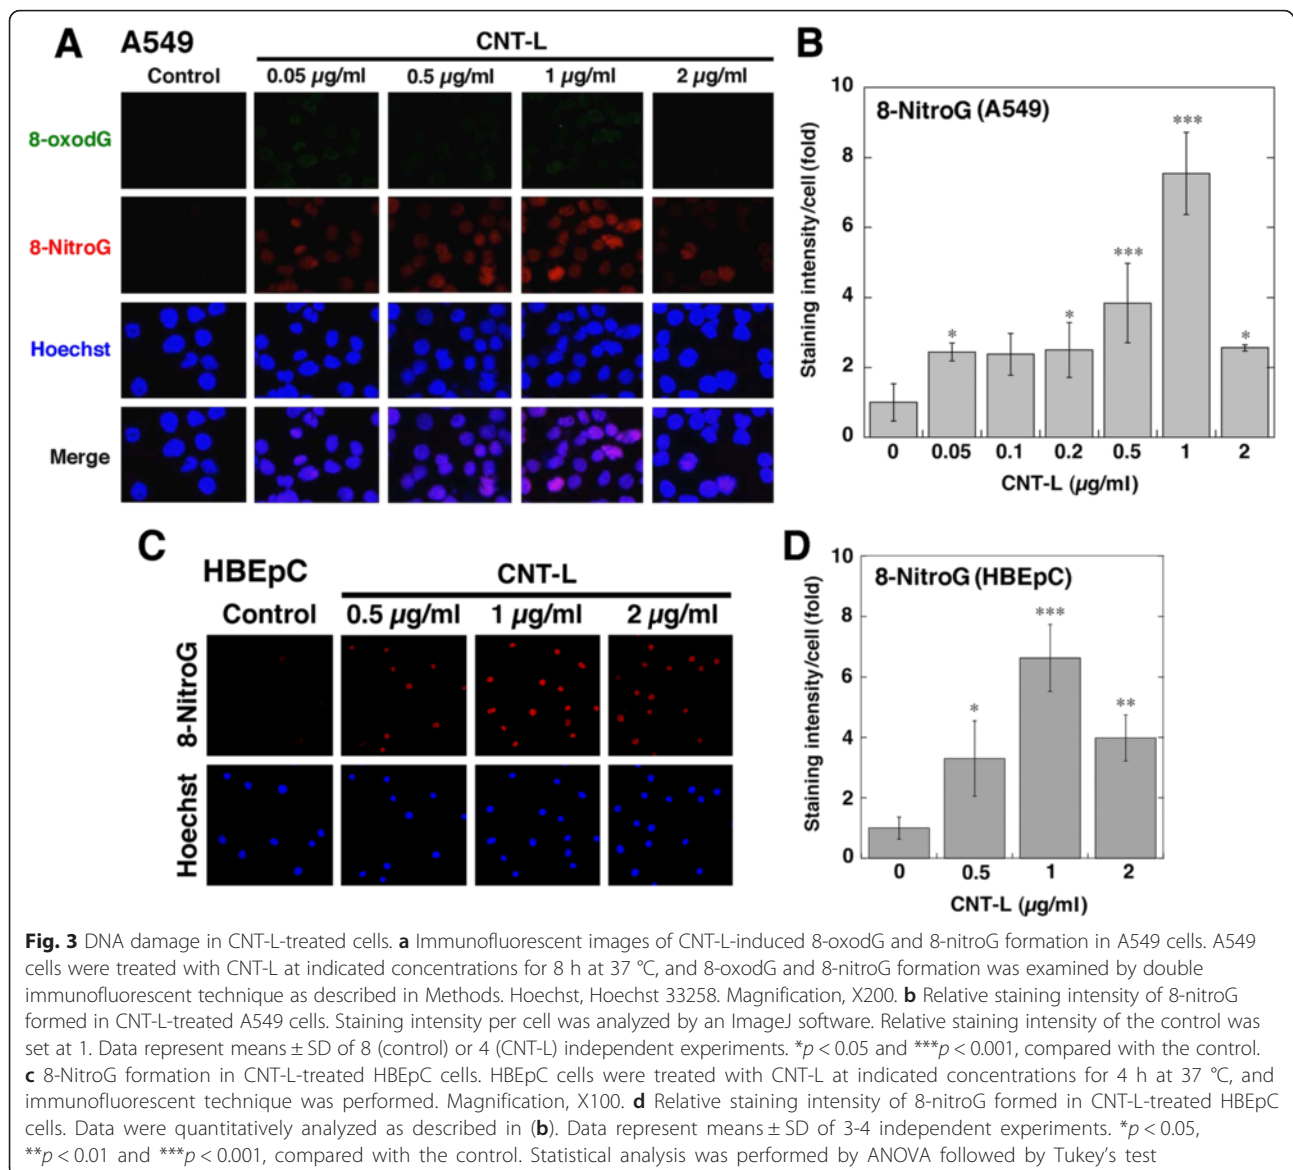 A
A549
CNT-L
Control
0.05 µg/ml
0.5 µg/ml
1 µg/ml
2 µg/ml
8-oxodG
8-NitroG
Hoechst
Merge
B
8-NitroG (A549)
Staining intensity/cell (fold)
10
8
6
4
2
0
*
*
***
***
*
0
0.05
0.1
0.2
0.5
1
2
CNT-L (µg/ml)
C
HBEpC
CNT-L
Control
0.5 µg/ml
1 µg/ml
2 µg/ml
8-NitroG
Hoechst
D
8-NitroG (HBEpC)
Staining intensity/cell (fold)
10
8
6
4
2
0
*
***
**
0
0.5
1
2
CNT-L (µg/ml)
Fig. 3 DNA damage in CNT-L-treated cells. a Immunofluorescent images of CNT-L-induced 8-oxodG and 8-nitroG formation in A549 cells. A549
cells were treated with CNT-L at indicated concentrations for 8 h at 37 °C, and 8-oxodG and 8-nitroG formation was examined by double
immunofluorescent technique as described in Methods. Hoechst, Hoechst 33258. Magnification, X200. b Relative staining intensity of 8-nitroG
formed in CNT-L-treated A549 cells. Staining intensity per cell was analyzed by an ImageJ software. Relative staining intensity of the control was
set at 1. Data represent means ± SD of 8 (control) or 4 (CNT-L) independent experiments. *p < 0.05 and ***p < 0.001, compared with the control.
c 8-NitroG formation in CNT-L-treated HBEpC cells. HBEpC cells were treated with CNT-L at indicated concentrations for 4 h at 37 °C, and
immunofluorescent technique was performed. Magnification, X100. d Relative staining intensity of 8-nitroG formed in CNT-L-treated HBEpC
cells. Data were quantitatively analyzed as described in (b). Data represent means ± SD of 3-4 independent experiments. *p < 0.05,
**p < 0.01 and ***p < 0.001, compared with the control. Statistical analysis was performed by ANOVA followed by Tukey's test